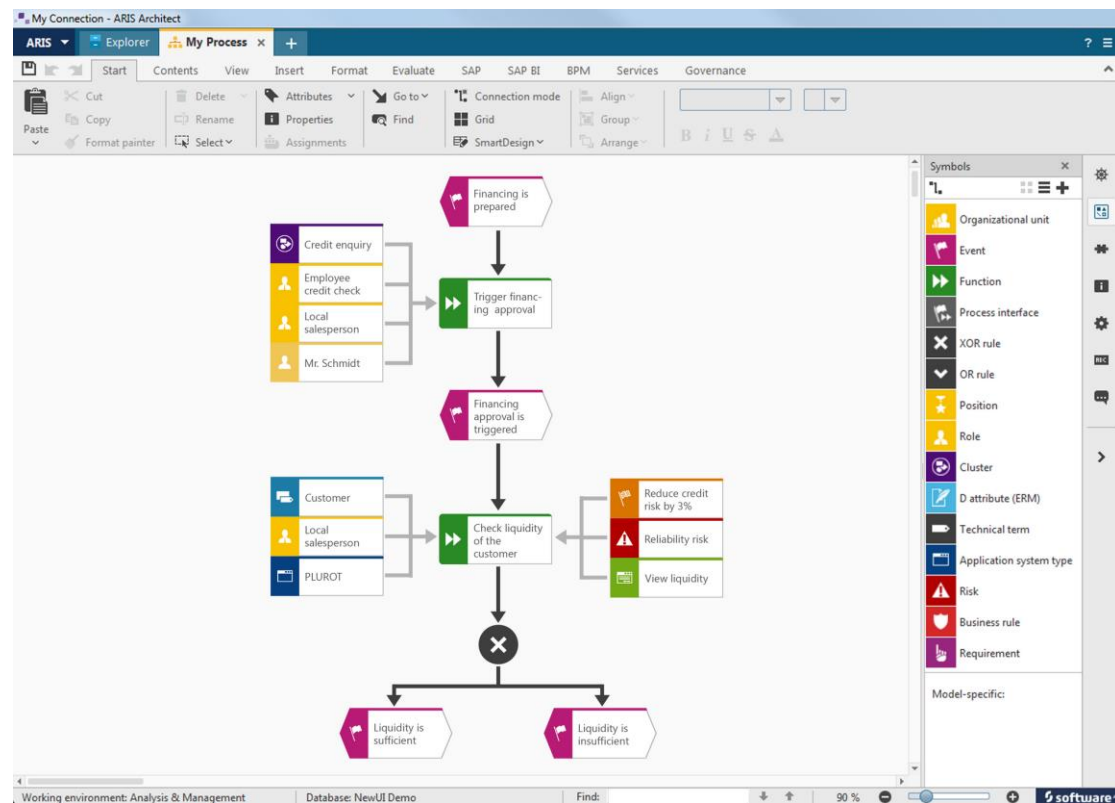 My Connection - ARIS Architect
ARIS Explorer My Process × +
? 
Start Contents View Insert Format Evaluate SAP SAP BI BPM Services Governance
Paste
Cut
Copy
Format painter
Delete
Rename
Select
Attributes
Properties
Assignments
Go to
Find
Connection mode
Grid
SmartDesign
Align
Group
Arrange
B i U S A
Financing is
prepared
Credit enquiry
Employee
credit check
Local
salesperson
Mr. Schmidt
Trigger financ-
ing approval
Financing
approval is
triggered
Customer
Local
salesperson
PLUROT
Check liquidity
of the
customer
Reduce credit
risk by 3%
Reliability risk
View liquidity
Liquidity is
sufficient
Liquidity is
insufficient
Symbols ×
Organizational unit
Event
Function
Process interface
XOR rule
OR rule
Position
Role
Cluster
D attribute (ERM)
Technical term
Application system type
Risk
Business rule
Requirement
Model-specific:
Working environment: Analysis & Management Database: NewUI Demo Find: 90 % software